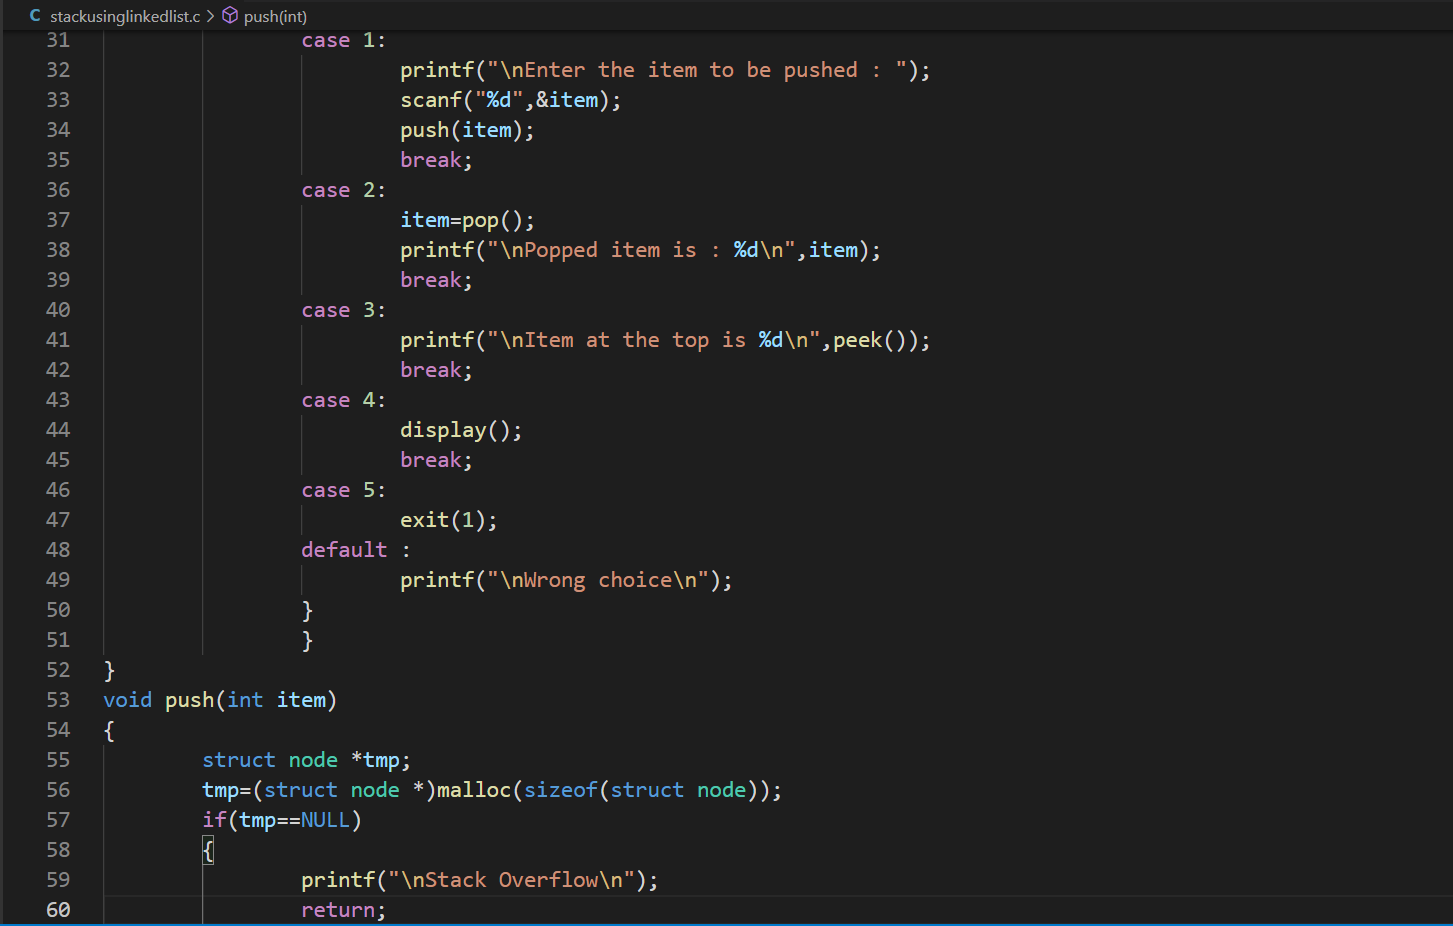 C stackusinglinkedlist.c > push(int)
31 case 1:
32 printf("\nEnter the item to be pushed : ");
33 scanf("%d",&item);
34 push(item);
35 break;
36 case 2:
37 item=pop();
38 printf("\nPopped item is : %d\n",item);
39 break;
40 case 3:
41 printf("\nItem at the top is %d\n",peek());
42 break;
43 case 4:
44 display();
45 break;
46 case 5:
47 exit(1);
48 default :
49 printf("\nWrong choice\n");
50 }
51 }
52 }
53 void push(int item)
54 {
55 struct node *tmp;
56 tmp=(struct node *)malloc(sizeof(struct node));
57 if(tmp==NULL)
58 {
59 printf("\nStack Overflow\n");
60 return;